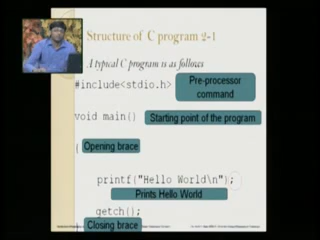 Structure of C program 2-1
A typical C program is as follows
#include<stdio.h>
Pre-processor
command
void main()
Starting point of the program
{
Opening brace
printf("Hello World\n");
Prints Hello World
getch();
Closing brace